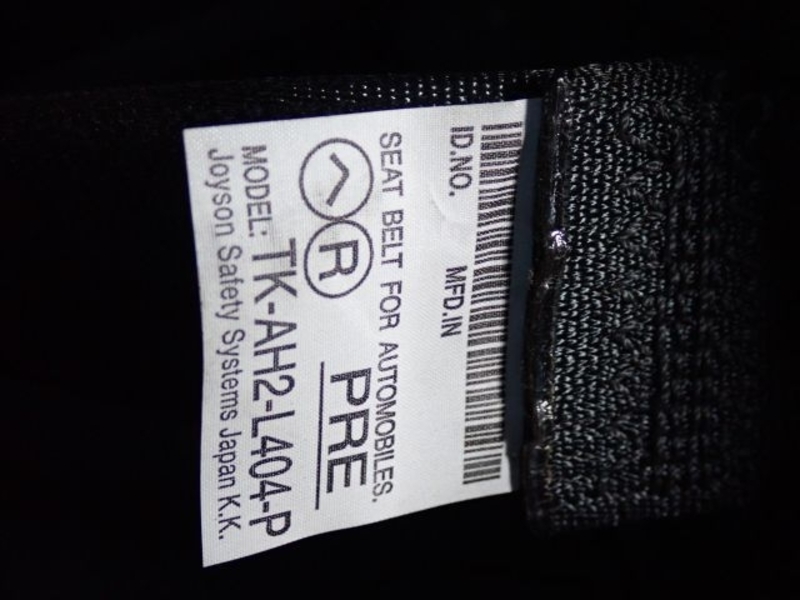 ID.NO. MFD.IN
SEAT BELT FOR AUTOMOBILES.
R PRE
MODEL: TK-AH2-L404-P
Joyson Safety Systems Japan K.K.